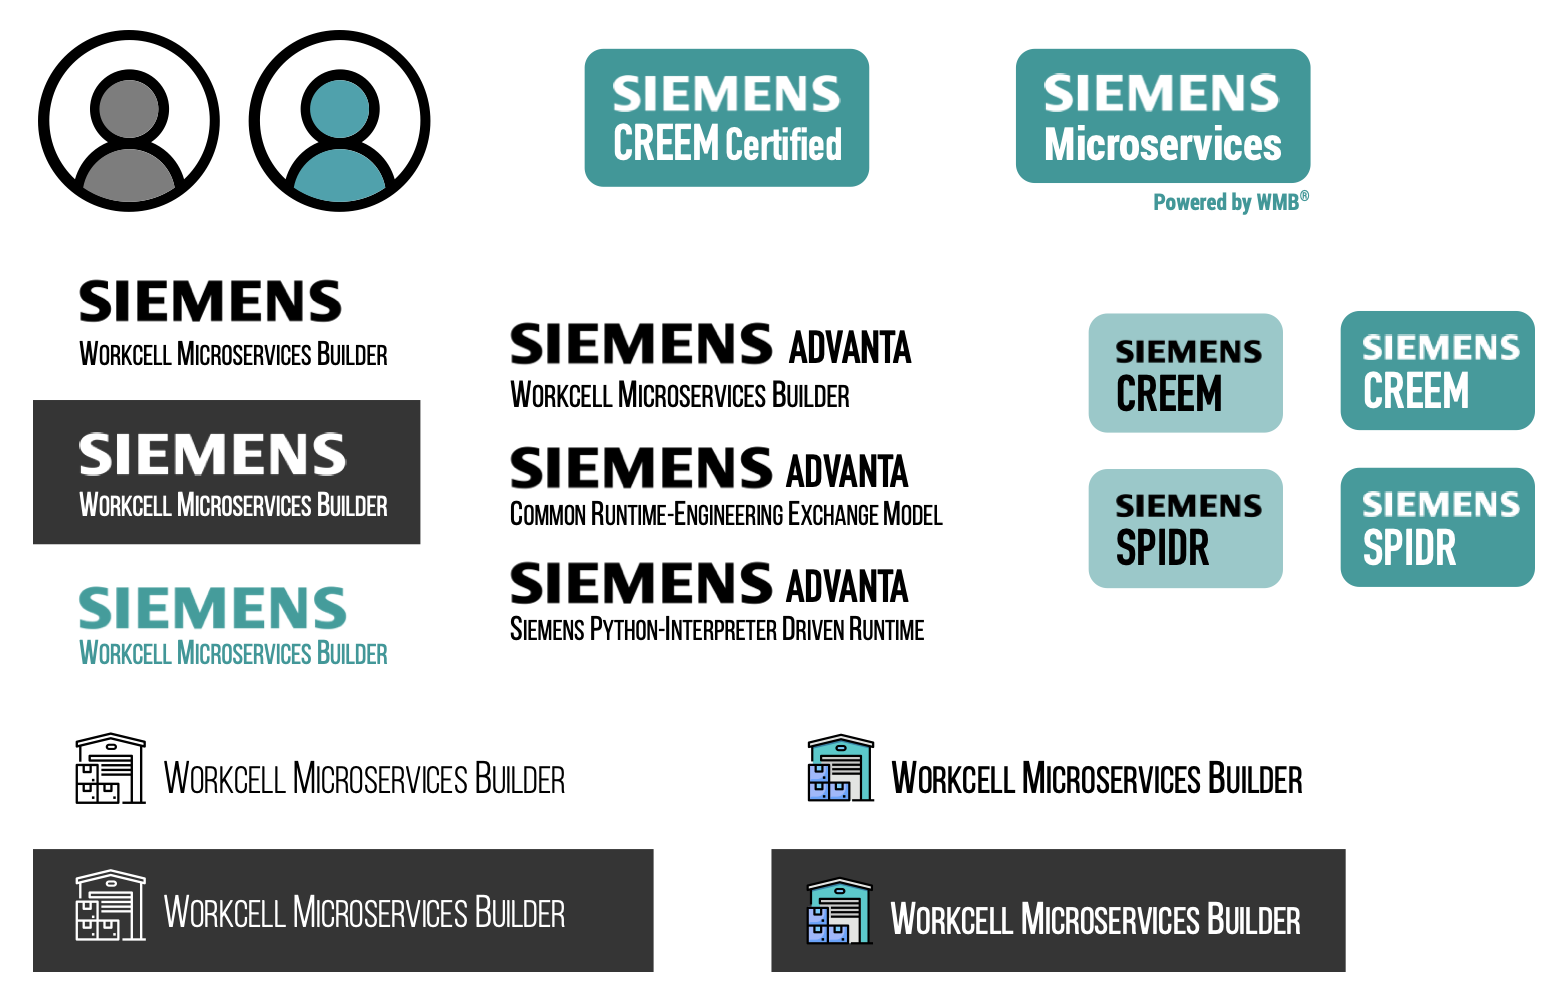 SIEMENS
CREEM Certified
SIEMENS
Microservices
Powered by WMB®
SIEMENS
WORKCELL MICROSERVICES BUILDER
SIEMENS
WORKCELL MICROSERVICES BUILDER
SIEMENS
WORKCELL MICROSERVICES BUILDER
SIEMENS ADVANTA
WORKCELL MICROSERVICES BUILDER
SIEMENS ADVANTA
COMMON RUNTIME-ENGINEERING EXCHANGE MODEL
SIEMENS ADVANTA
SIEMENS PYTHON-INTERPRETER DRIVEN RUNTIME
SIEMENS
CREEM
SIEMENS
CREEM
SIEMENS
SPIDR
SIEMENS
SPIDR
WORKCELL MICROSERVICES BUILDER
WORKCELL MICROSERVICES BUILDER
WORKCELL MICROSERVICES BUILDER
WORKCELL MICROSERVICES BUILDER